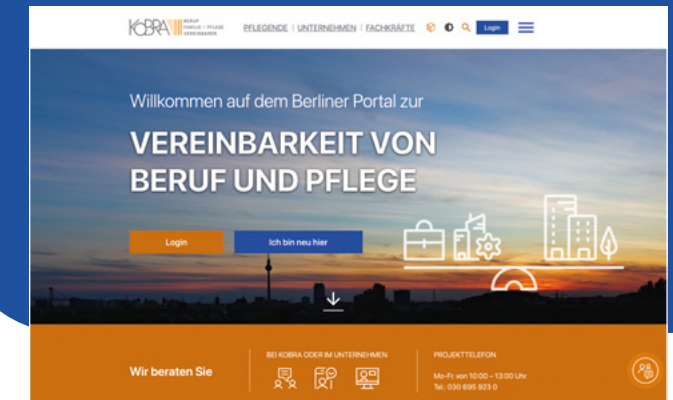 KOBRA BERUF
FAMILIE | PFLEGE
VEREINBAREN
PFLEGENDE | UNTERNEHMEN | FACHKRÄFTE
Login
Willkommen auf dem Berliner Portal zur
VEREINBARKEIT VON
BERUF UND PFLEGE
Login
Ich bin neu hier
Wir beraten Sie
BEI KOBRA ODER IM UNTERNEHMEN
PROJEKTTELEFON
Mo-Fr. von 10:00 – 13:00 Uhr
Tel.: 030 695 923 0